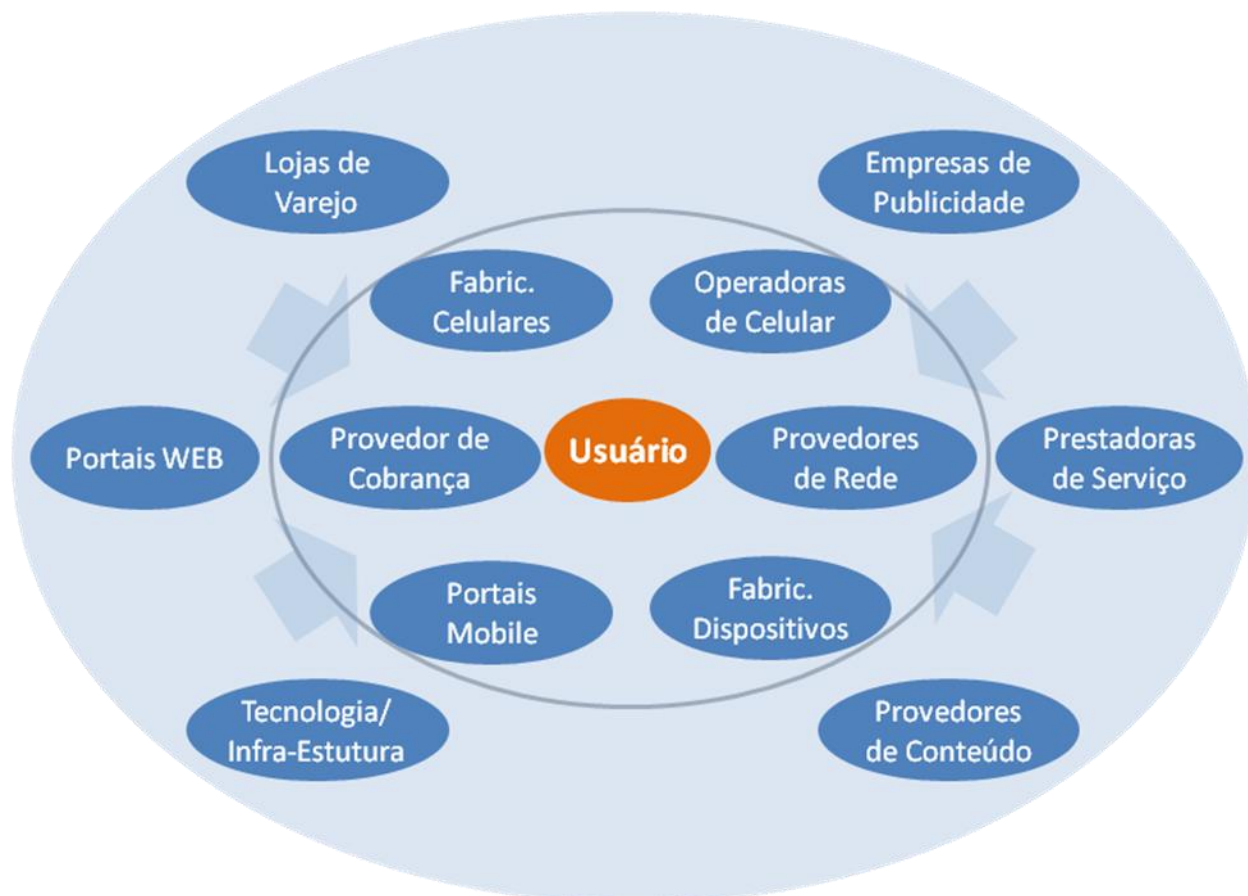 Lojas de
Varejo
Empresas de
Publicidade
Fabric.
Celulares
Operadoras
de Celular
Portais WEB
Provedor de
Cobrança
Usuário
Provedores
de Rede
Prestadoras
de Serviço
Portais
Mobile
Fabric.
Dispositivos
Tecnologia/
Infra-Estutura
Provedores
de Conteúdo